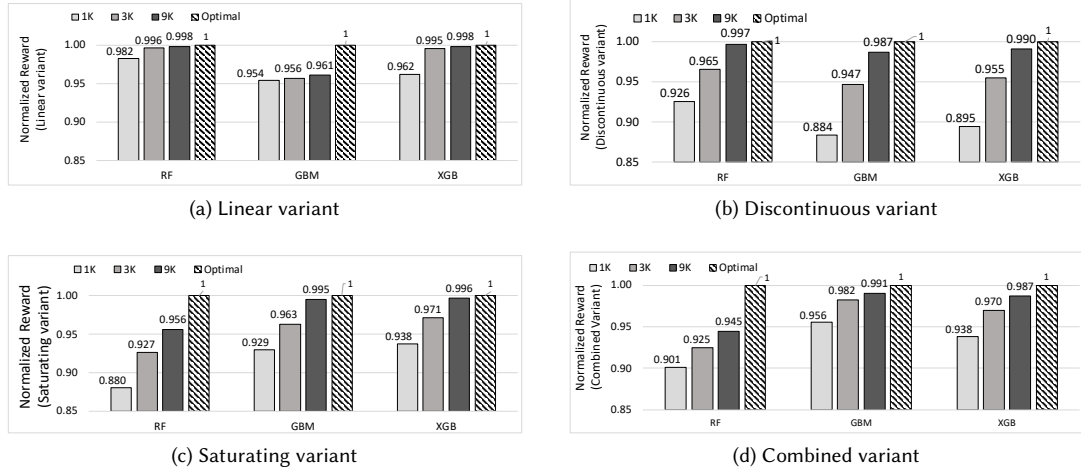 1K 3K 9K Optimal
Normalized Reward
(Linear variant)
1.00
0.95
0.90
0.85
0.982 0.996 0.998 1
0.954 0.956 0.961 1
0.962 0.995 0.998 1
RF GBM XGB
(a) Linear variant
1K 3K 9K Optimal
Normalized Reward
(Discontinuous variant)
1.00
0.95
0.90
0.85
0.926 0.965 0.997 1
0.884 0.947 0.987 1
0.895 0.955 0.990 1
RF GBM XGB
(b) Discontinuous variant
1K 3K 9K Optimal
Normalized Reward
(Saturating variant)
1.00
0.95
0.90
0.85
0.880 0.927 0.956 1
0.929 0.963 0.995 1
0.938 0.971 0.996 1
RF GBM XGB
(c) Saturating variant
1K 3K 9K Optimal
Normalized Reward
(Combined Variant)
1.00
0.95
0.90
0.85
0.901 0.925 0.945 1
0.956 0.982 0.991 1
0.938 0.970 0.987 1
RF GBM XGB
(d) Combined variant